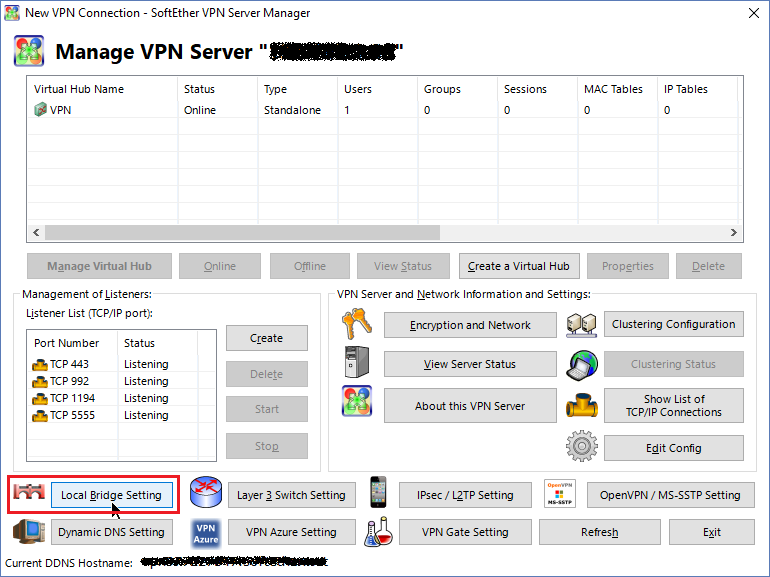 New VPN Connection - SoftEther VPN Server Manager
Manage VPN Server " "
Virtual Hub Name Status Type Users Groups Sessions MAC Tables IP Tables
VPN Online Standalone 1 0 0 0 0
Manage Virtual Hub Online Offline View Status Create a Virtual Hub Properties Delete
Management of Listeners:
Listener List (TCP/IP port):
Port Number Status
TCP 443 Listening
TCP 992 Listening
TCP 1194 Listening
TCP 5555 Listening
Create
Delete
Start
Stop
VPN Server and Network Information and Settings:
Encryption and Network
Clustering Configuration
View Server Status
Clustering Status
About this VPN Server
Show List of
TCP/IP Connections
Edit Config
Local Bridge Setting
Layer 3 Switch Setting
IPsec / L2TP Setting
OpenVPN
MS-SSTP
OpenVPN / MS-SSTP Setting
Dynamic DNS Setting
VPN
Azure
VPN Azure Setting
VPN Gate Setting
Refresh
Exit
Current DDNS Hostname: